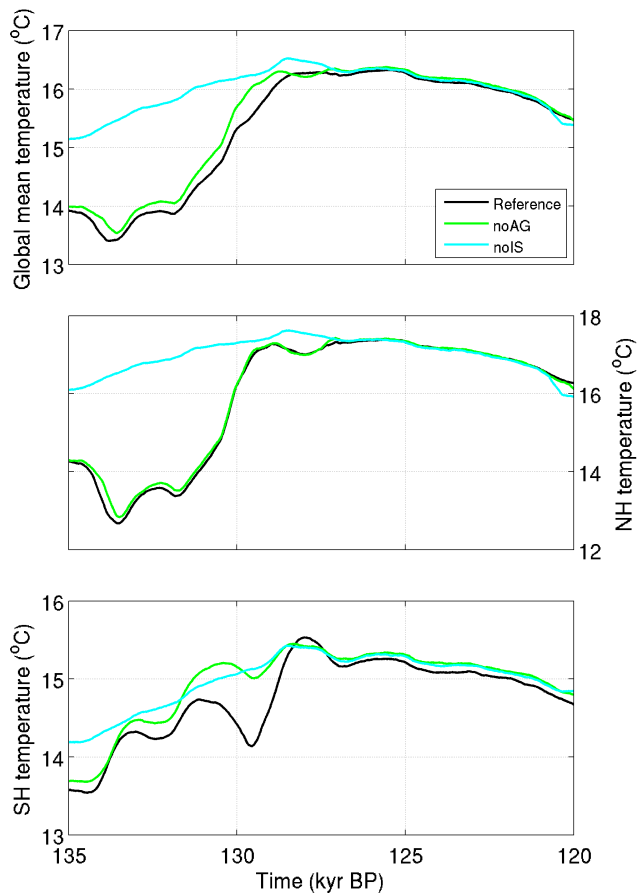 Global mean temperature (°C)
17
16
15
14
13
Reference
noAG
noIS
18
16
14
12
NH temperature (°C)
SH temperature (°C)
16
15
14
13
135
130
125
120
Time (kyr BP)